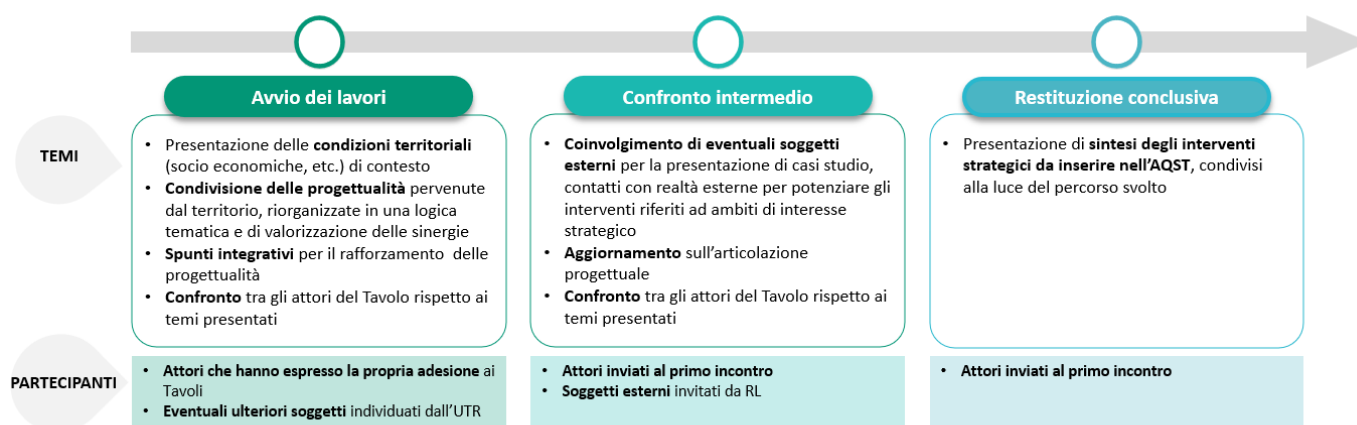 Avvio dei lavori
Confronto intermedio
Restituzione conclusiva
TEMI
• Presentazione delle condizioni territoriali
(socio economiche, etc.) di contesto
• Condivisione delle progettualità pervenute
dal territorio, riorganizzate in una logica
tematica e di valorizzazione delle sinergie
• Spunti integrativi per il rafforzamento delle
progettualità
• Confronto tra gli attori del Tavolo rispetto ai
temi presentati
• Coinvolgimento di eventuali soggetti
esterni per la presentazione di casi studio,
contatti con realtà esterne per potenziare gli
interventi riferiti ad ambiti di interesse
strategico
• Aggiornamento sull’articolazione
progettuale
• Confronto tra gli attori del Tavolo rispetto ai
temi presentati
• Presentazione di sintesi degli interventi
strategici da inserire nell’AQST, condivisi
alla luce del percorso svolto
PARTECIPANTI
• Attori che hanno espresso la propria adesione ai
Tavoli
• Eventuali ulteriori soggetti individuati dall’UTR
• Attori inviati al primo incontro
• Soggetti esterni invitati da RL
• Attori inviati al primo incontro